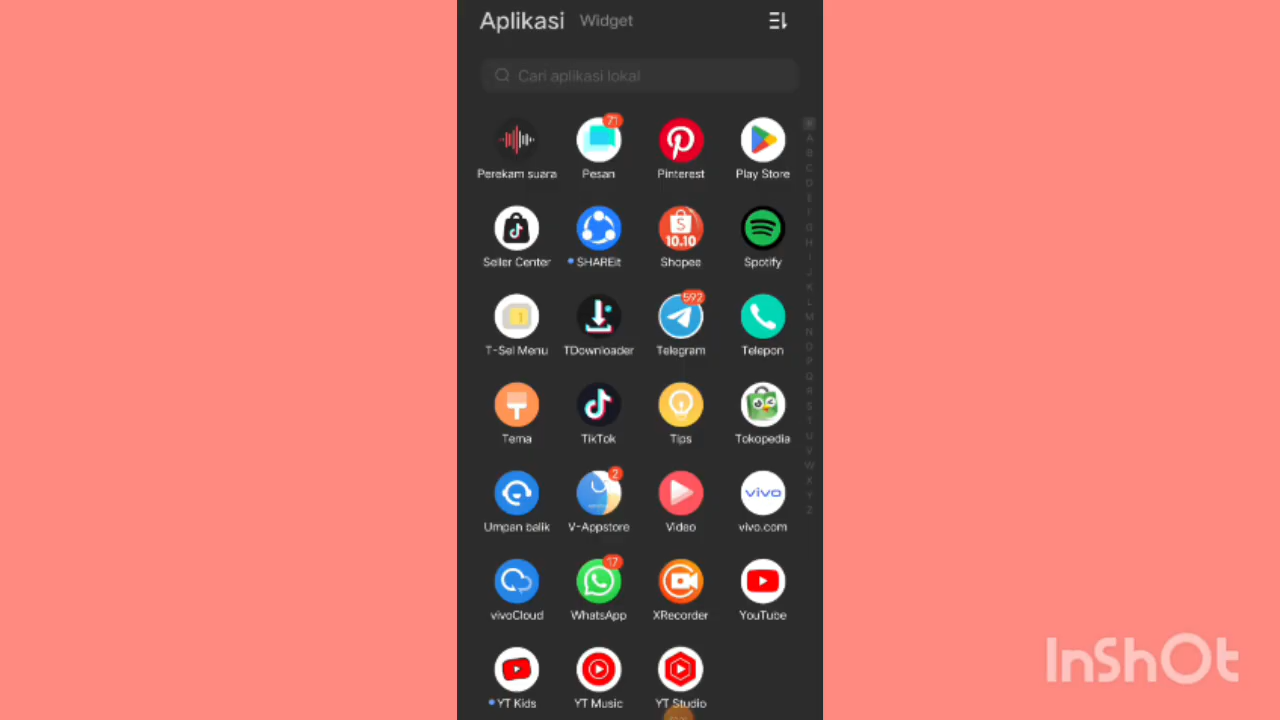 Aplikasi Widget
Cari aplikasi lokal
71
Perekam suara Pesan Pinterest Play Store
10.10
Seller Center SHAREit Shopee Spotify
1 592
T-Sel Menu TDownloader Telegram Telepon
Tema TikTok Tips Tokopedia
2
vivo
Umpan balik V-Appstore Video vivo.com
17
vivoCloud WhatsApp XRecorder YouTube
YT Kids YT Music YT Studio
A
B
C
D
E
F
G
H
I
J
K
L
M
N
O
P
Q
R
S
T
U
V
W
X
Y
Z
InShOt